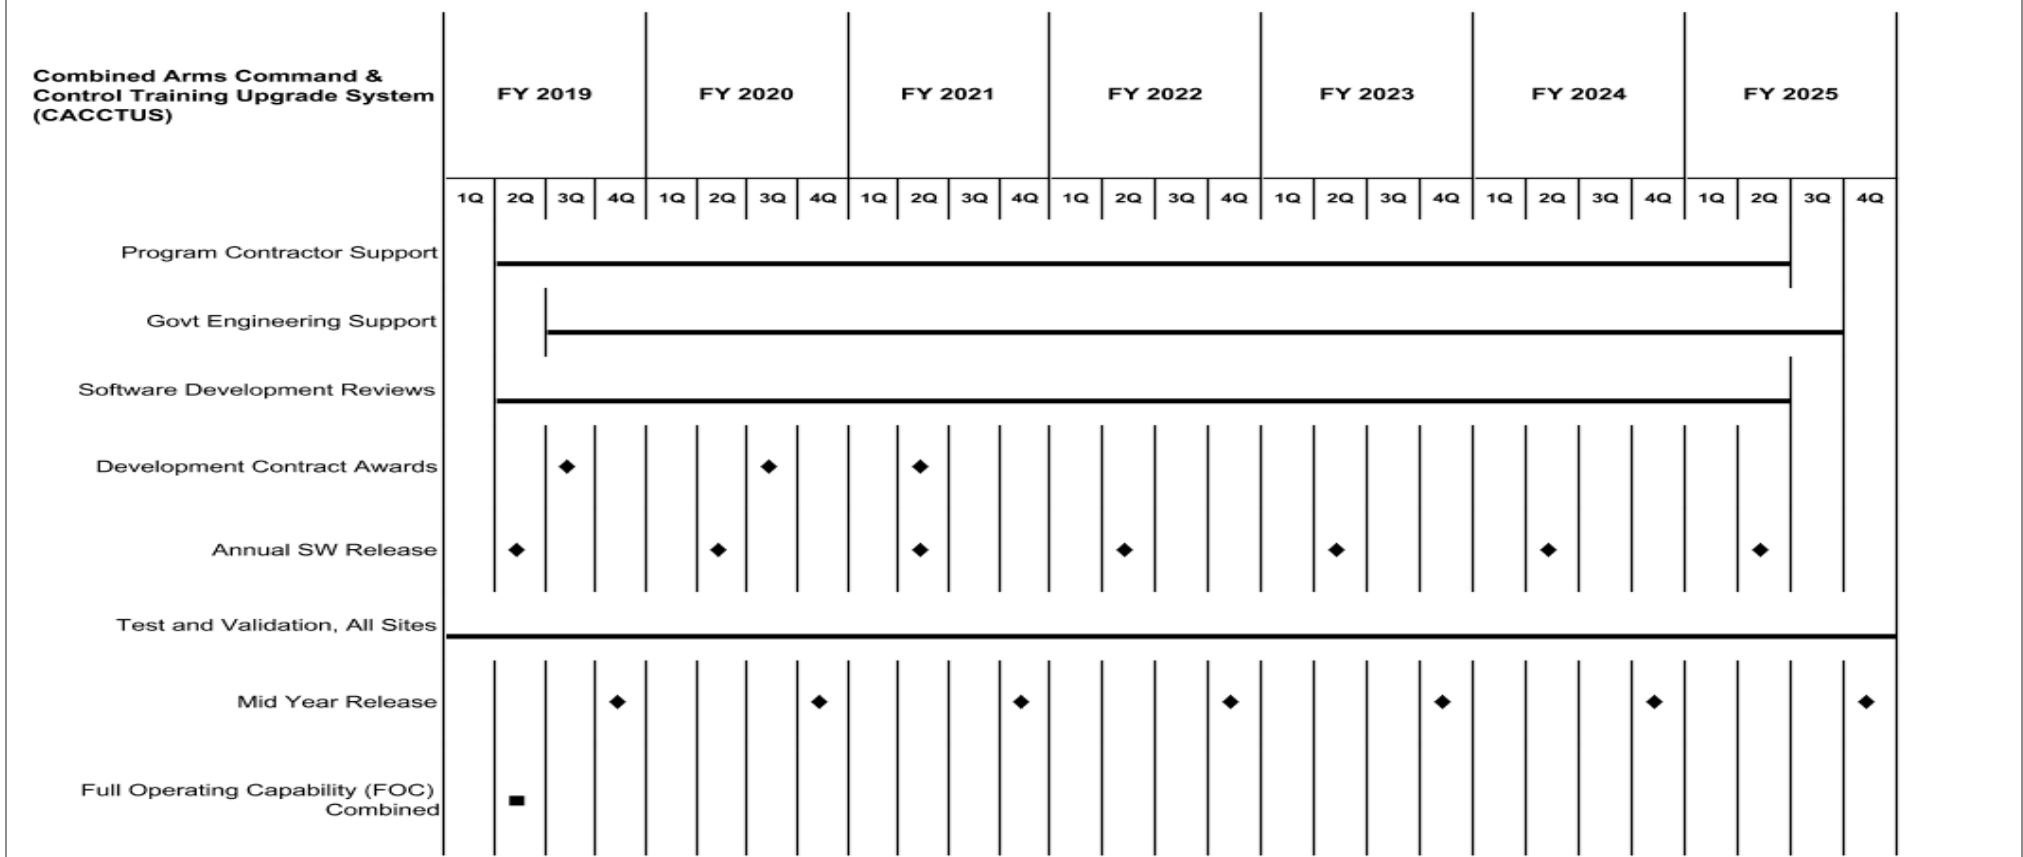 Combined Arms Command &
Control Training Upgrade System
(CACCTUS)
FY 2019 FY 2020 FY 2021 FY 2022 FY 2023 FY 2024 FY 2025
1Q 2Q 3Q 4Q 1Q 2Q 3Q 4Q 1Q 2Q 3Q 4Q 1Q 2Q 3Q 4Q 1Q 2Q 3Q 4Q 1Q 2Q 3Q 4Q 1Q 2Q 3Q 4Q
Program Contractor Support
Govt Engineering Support
Software Development Reviews
Development Contract Awards
Annual SW Release
Test and Validation, All Sites
Mid Year Release
Full Operating Capability (FOC)
Combined